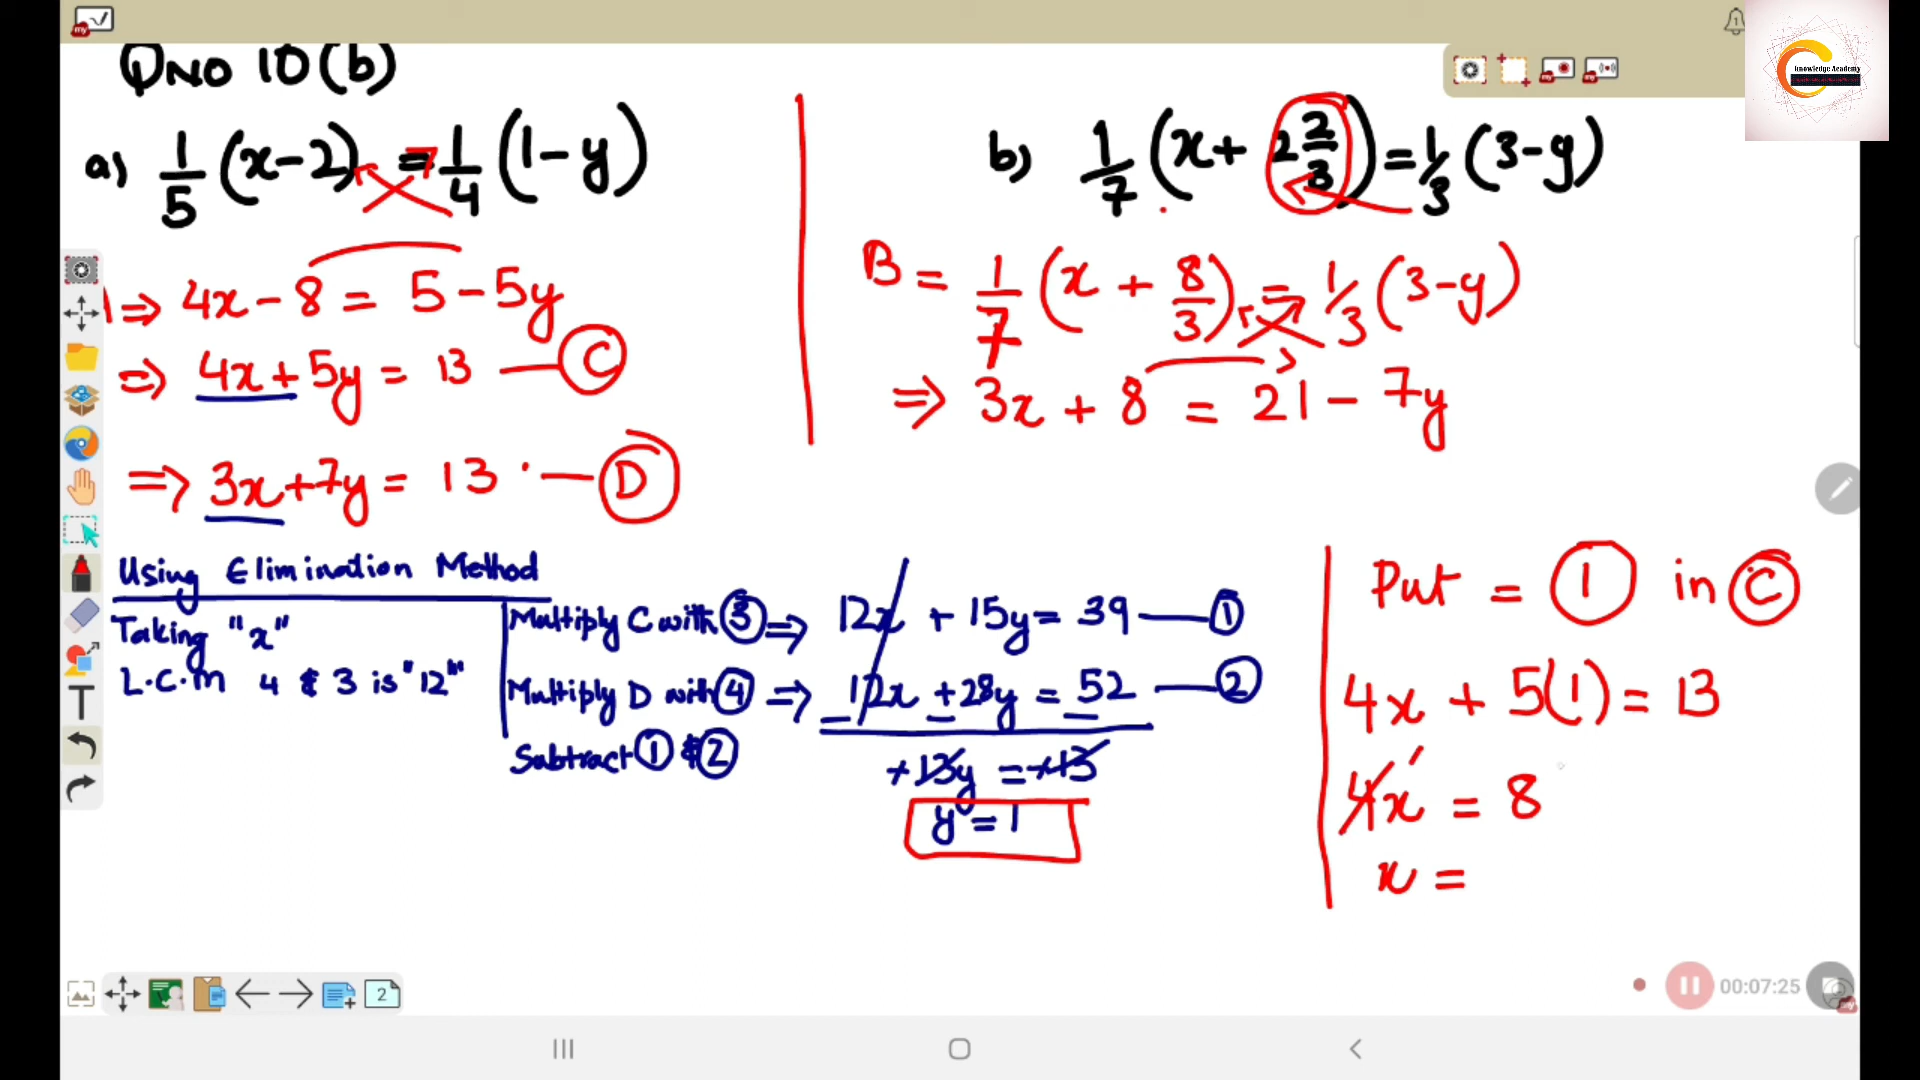 QNO 10(b)
knowledge Academy
a) 1/5 (x-2) = 1/4 (1-y)
b) 1/7 (x+ 2 2/3) = 1/3 (3-y)
⇒ 4x - 8 = 5 - 5y
B = 1/7 (x + 8/3) = 1/3 (3-y)
⇒ 4x + 5y = 13 — C
⇒ 3x + 8 = 21 - 7y
⇒ 3x+7y = 13 — D
Using Elimination Method
Taking "x"
L.C.M 4 & 3 is "12"
Multiply C with 3 ⇒ 12x + 15y = 39 — 1
Multiply D with 4 ⇒ 12x +28y = 52 — 2
Subtract 1 & 2
+13y = +13
y = 1
Put = 1 in C
4x + 5(1) = 13
4x = 8
x =
2
00:07:25